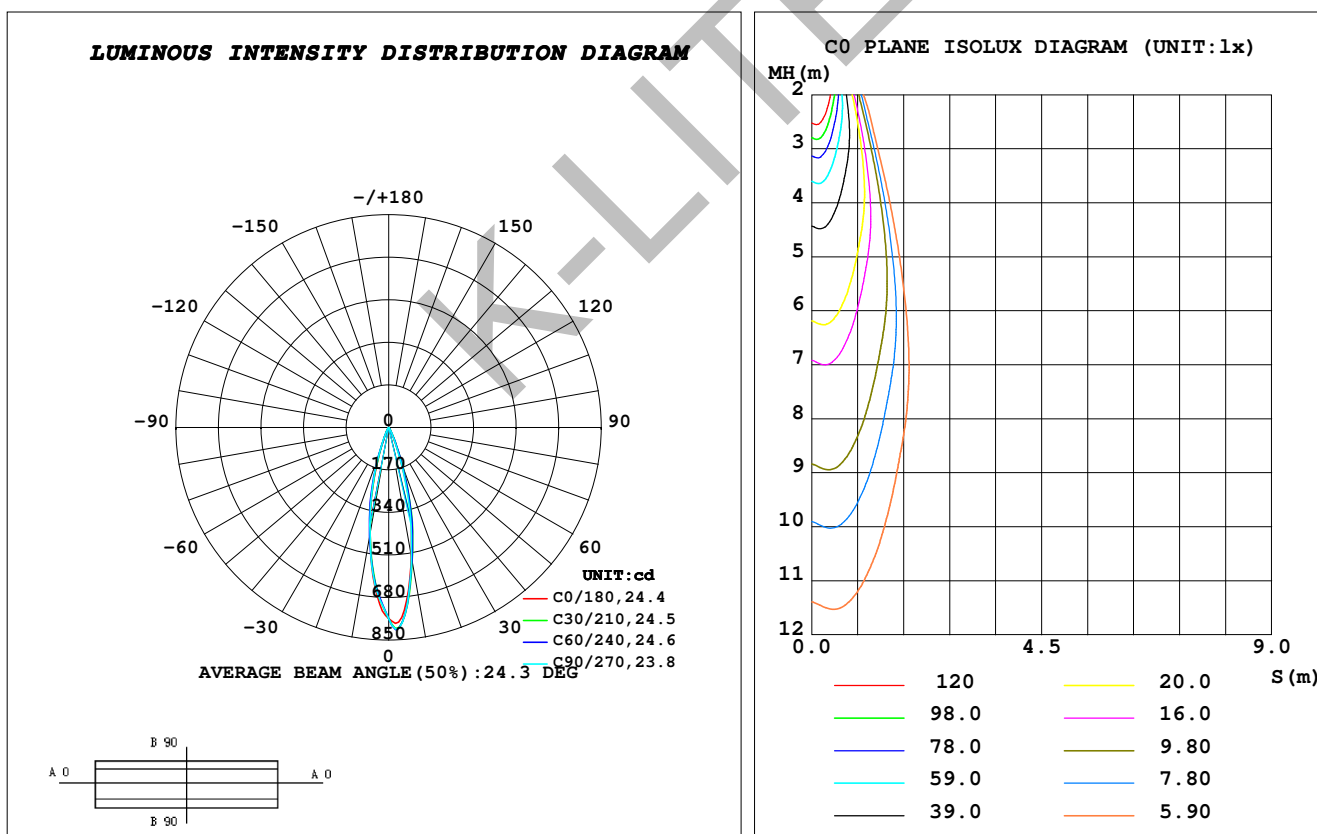 LUMINOUS INTENSITY DISTRIBUTION DIAGRAM
-/+180
-150
150
-120
120
-90
90
-60
60
-30
30
0
0
170
340
510
680
850
UNIT:cd
C0/180,24.4
C30/210,24.5
C60/240,24.6
C90/270,23.8
AVERAGE BEAM ANGLE(50%):24.3 DEG
B 90
A 0
A 0
B 90
C0 PLANE ISOLUX DIAGRAM (UNIT:lx)
MH(m)
2
3
4
5
6
7
8
9
10
11
12
0.0
4.5
9.0
S(m)
120
98.0
78.0
59.0
39.0
20.0
16.0
9.80
7.80
5.90
K-LITE